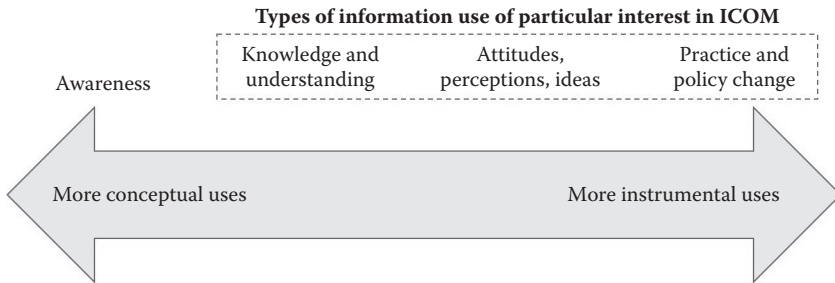 Types of information use of particular interest in ICOM
Knowledge and
understanding
Attitudes,
perceptions, ideas
Practice and
policy change
Awareness
More conceptual uses
More instrumental uses